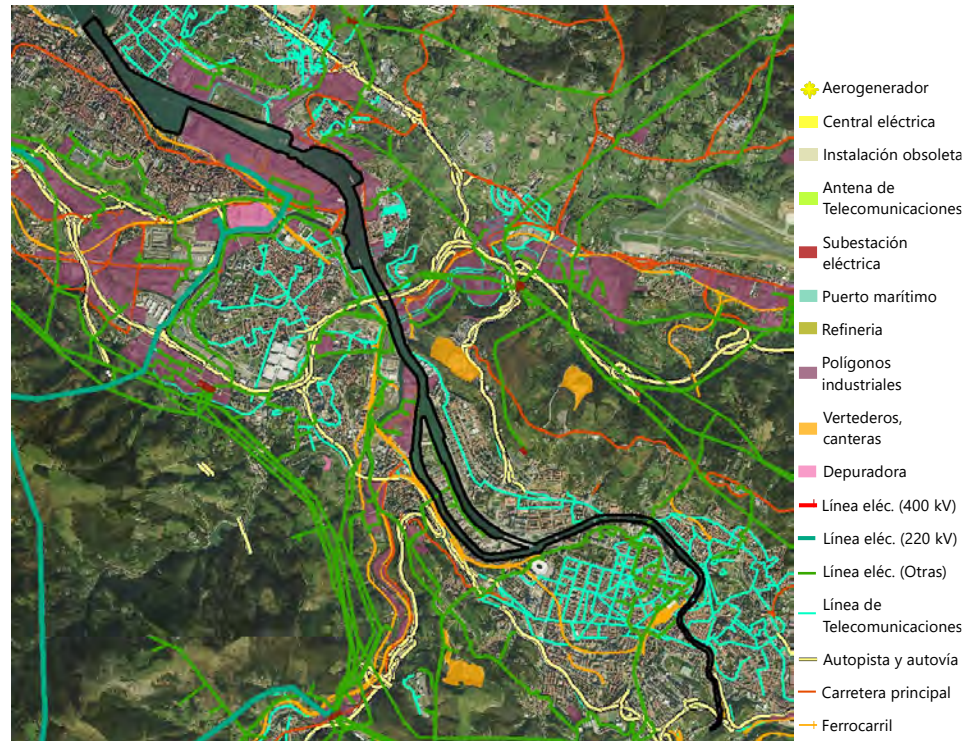 Aerogenerador
Central eléctrica
Instalación obsoleta
Antena de
Telecomunicaciones
Subestación
eléctrica
Puerto marítimo
Refineria
Polígonos
industriales
Vertederos,
canteras
Depuradora
Línea eléc. (400 kV)
Línea eléc. (220 kV)
Línea eléc. (Otras)
Línea de
Telecomunicaciones
Autopista y autovía
Carretera principal
Ferrocarril